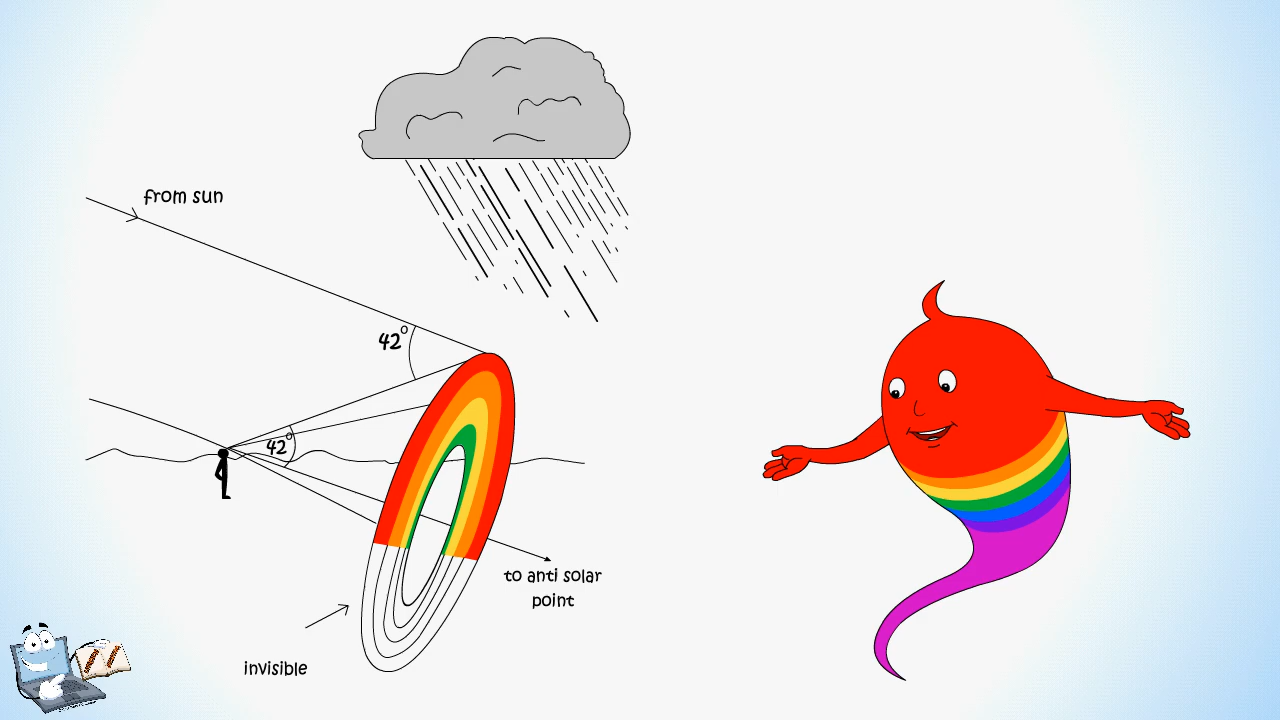 from sun
42°
42°
to anti solar
point
invisible